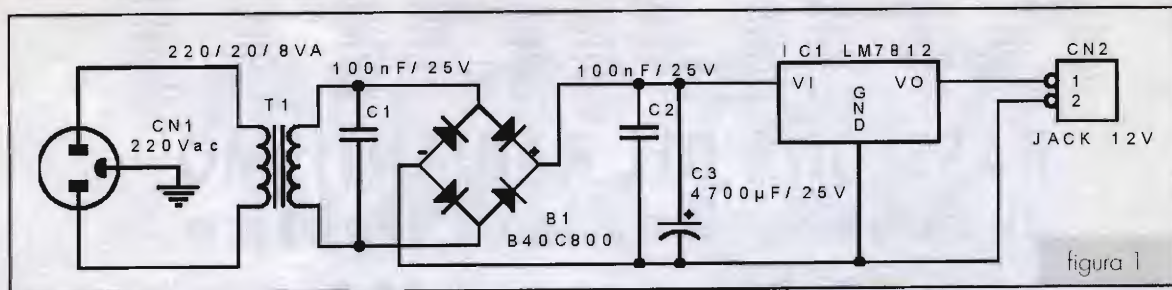 220/20/8VA
T1
CN1
220Vac
100nF/25V
C1
-
+
B1
B40C800
100nF/25V
C2
C3
4700µF/25V
+
IC1 LM7812
VI
GND
VO
CN2
1
2
JACK 12V
figura 1